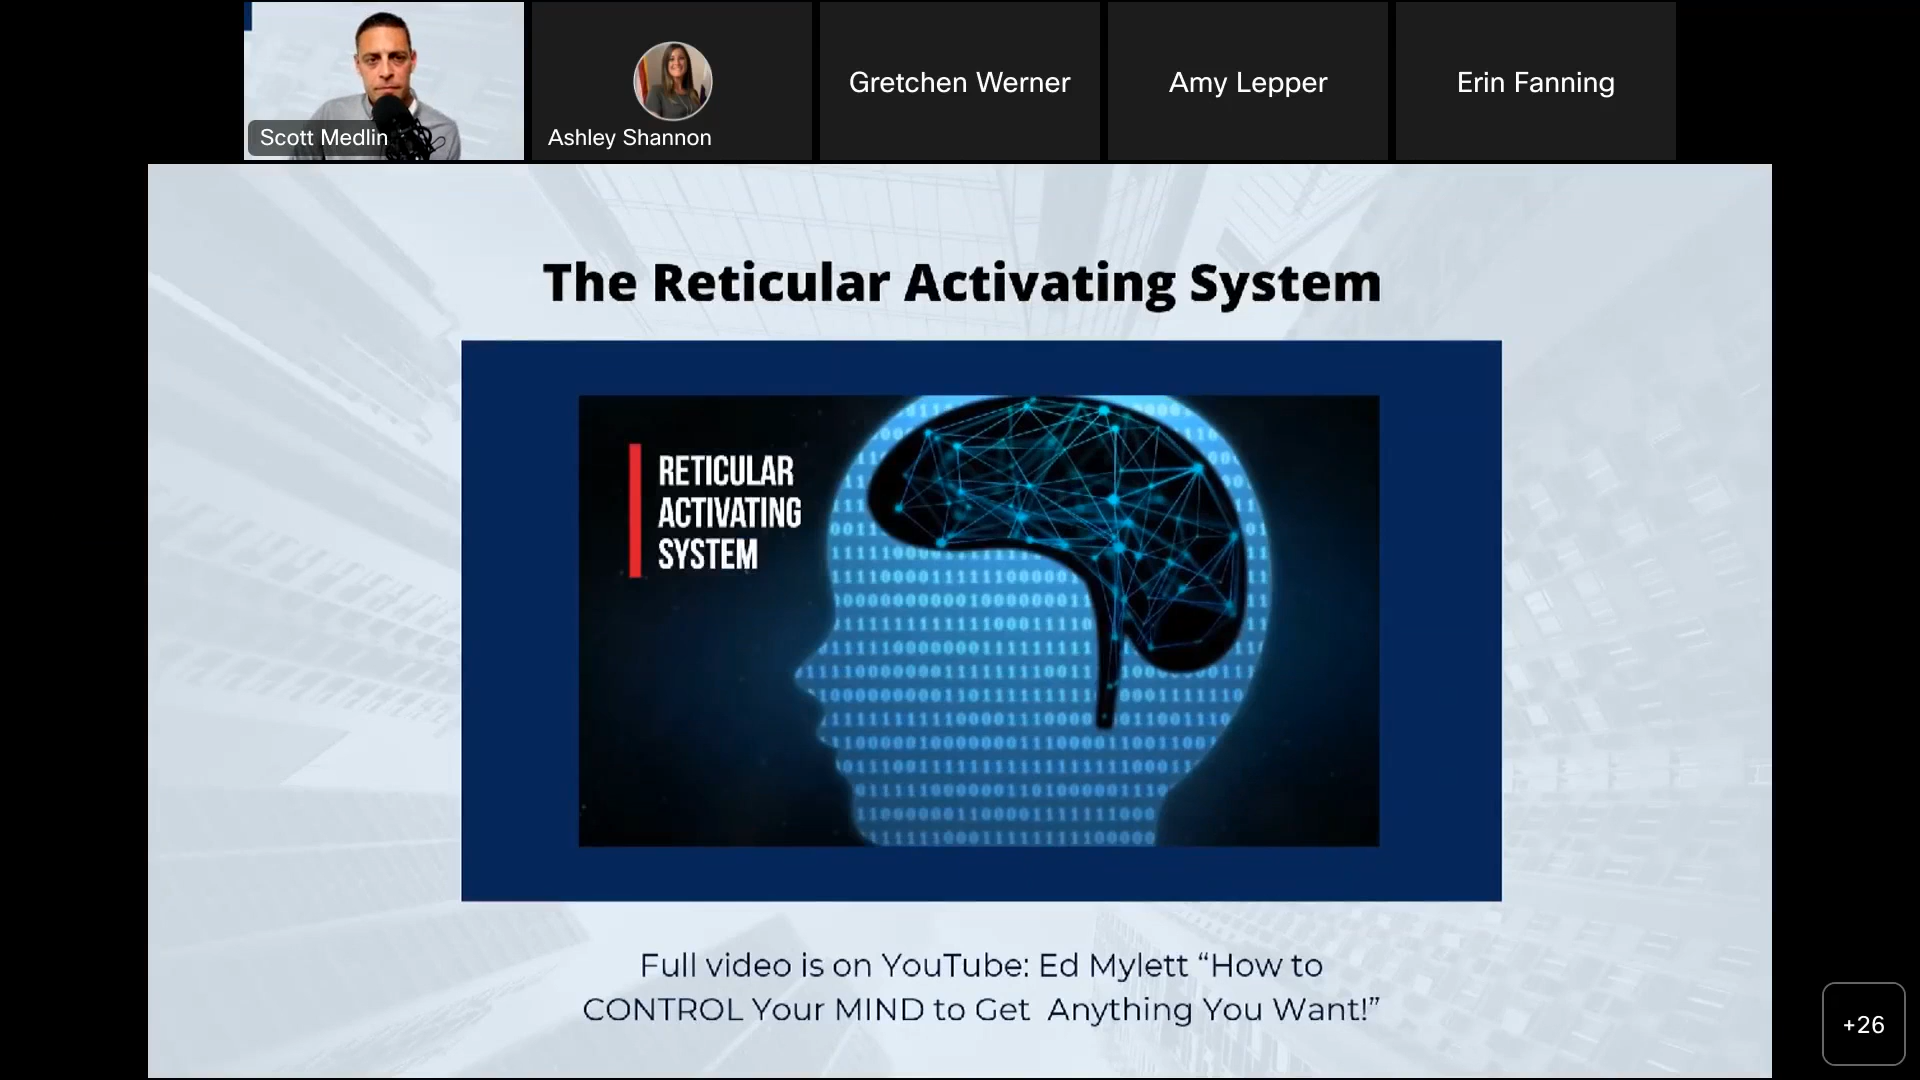 Scott Medlin
Ashley Shannon
Gretchen Werner
Amy Lepper
Erin Fanning
The Reticular Activating System
RETICULAR
ACTIVATING
SYSTEM
Full video is on YouTube: Ed Mylett “How to
CONTROL Your MIND to Get  Anything You Want!”
+26